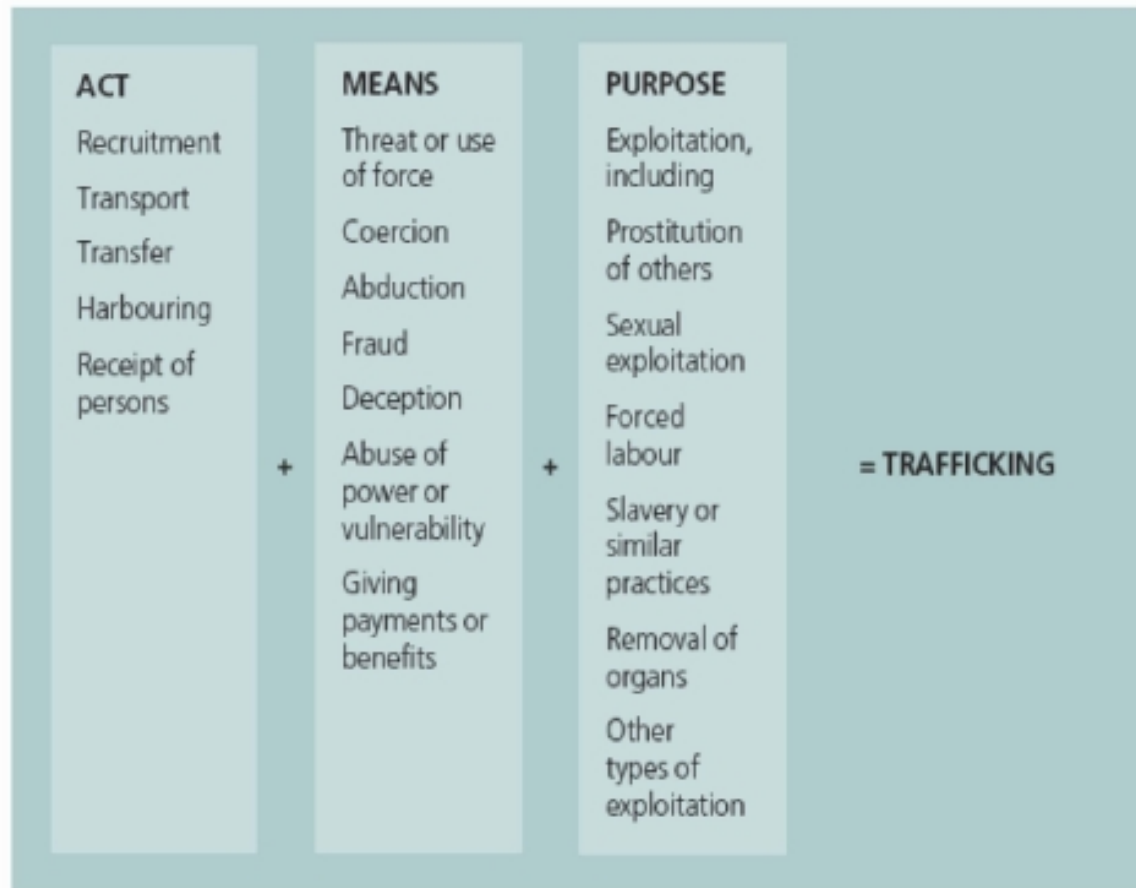 ACT
Recruitment
Transport
Transfer
Harbouring
Receipt of
persons
+
MEANS
Threat or use
of force
Coercion
Abduction
Fraud
Deception
Abuse of
power or
vulnerability
Giving
payments or
benefits
+
PURPOSE
Exploitation,
including
Prostitution
of others
Sexual
exploitation
Forced
labour
Slavery or
similar
practices
Removal of
organs
Other
types of
exploitation
= TRAFFICKING